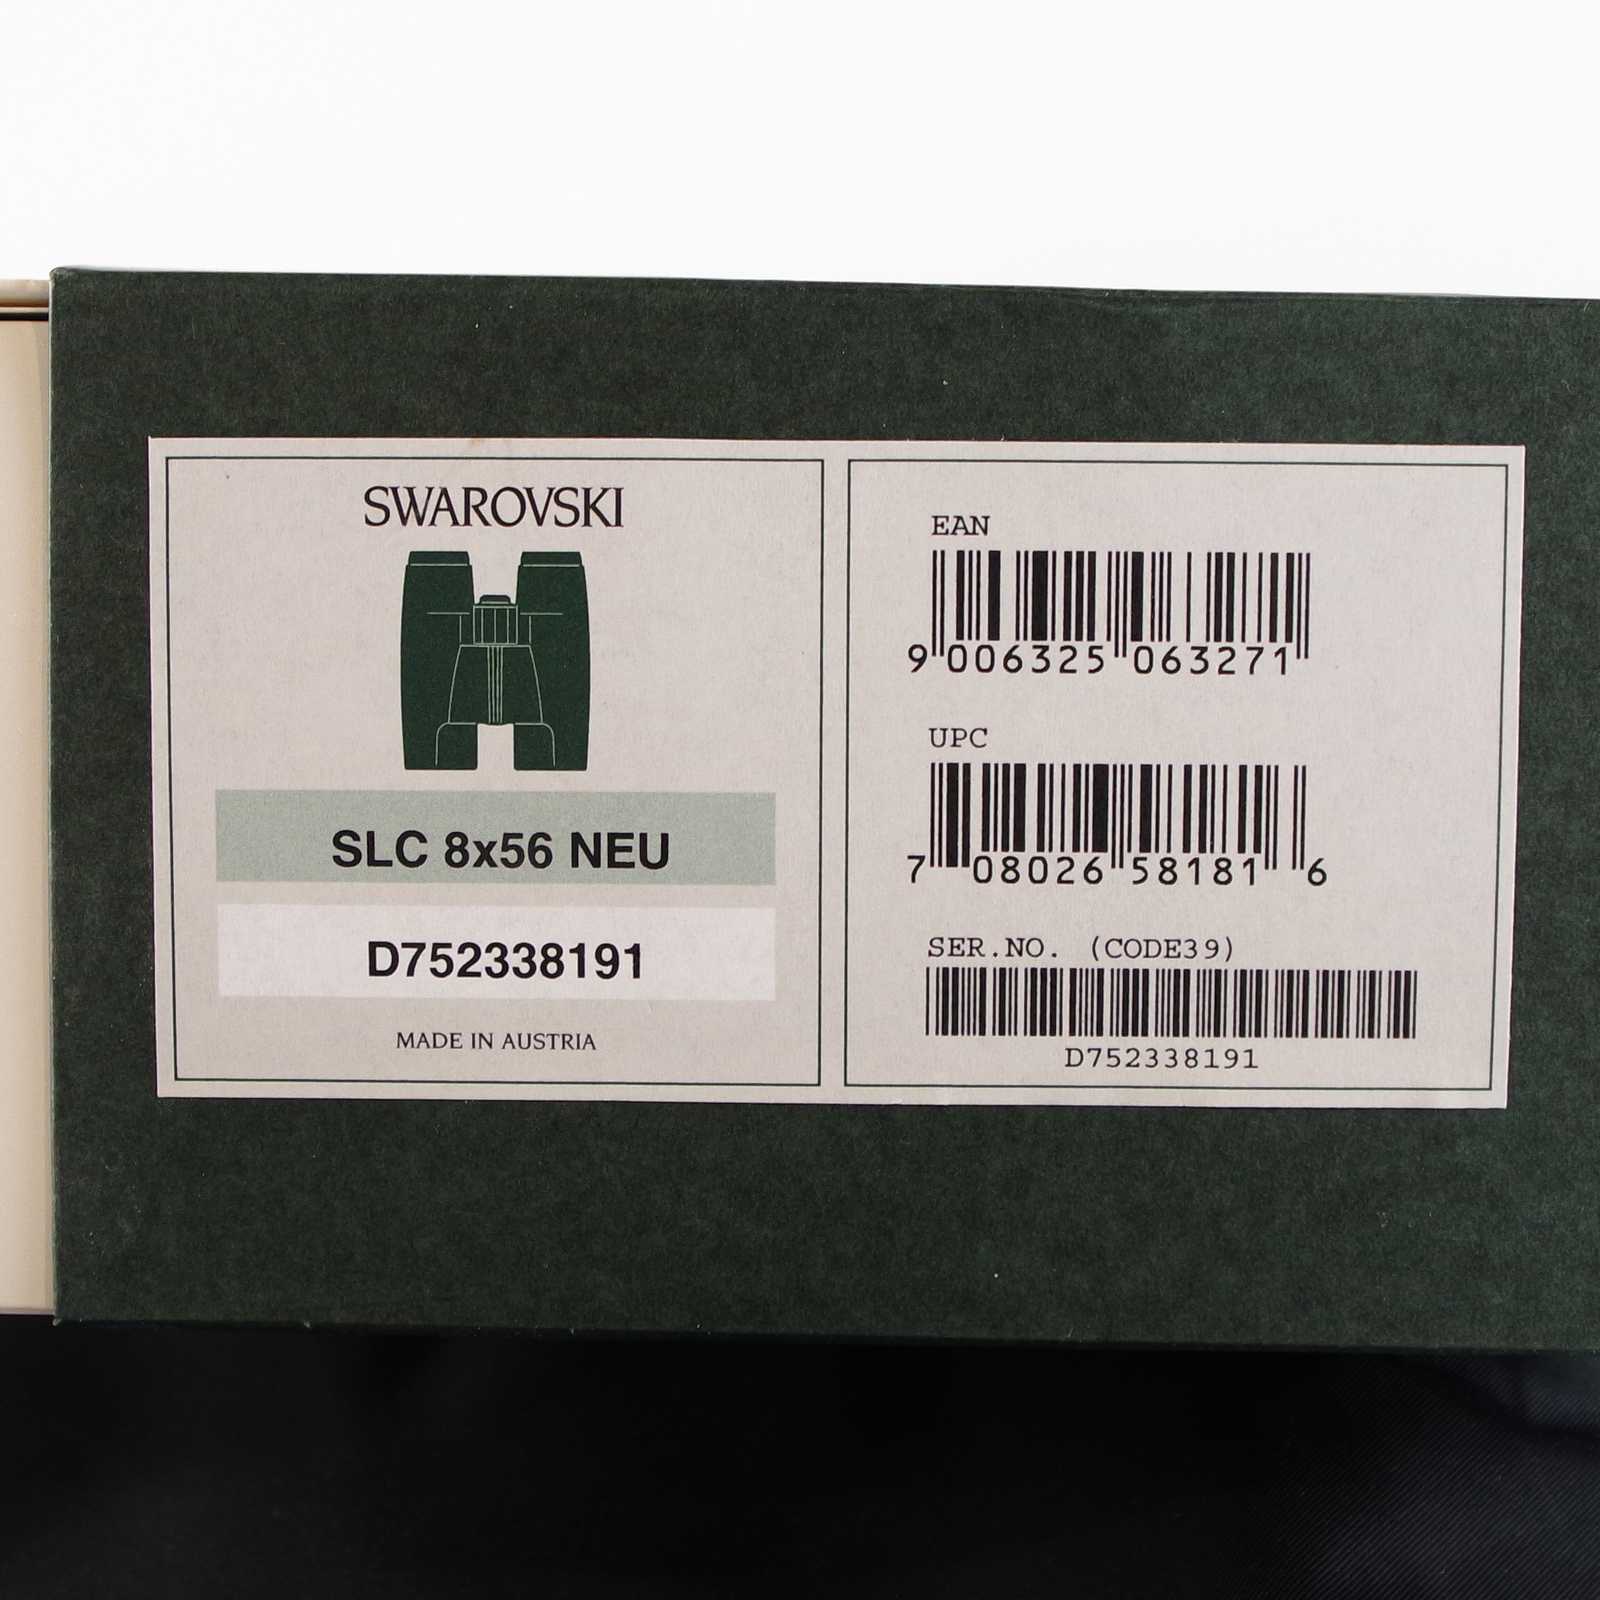 SWAROVSKI
SLC 8x56 NEU
D752338191
MADE IN AUSTRIA
EAN
9 006325 063271
UPC
7 08026 58181 6
SER.NO. (CODE39)
D752338191